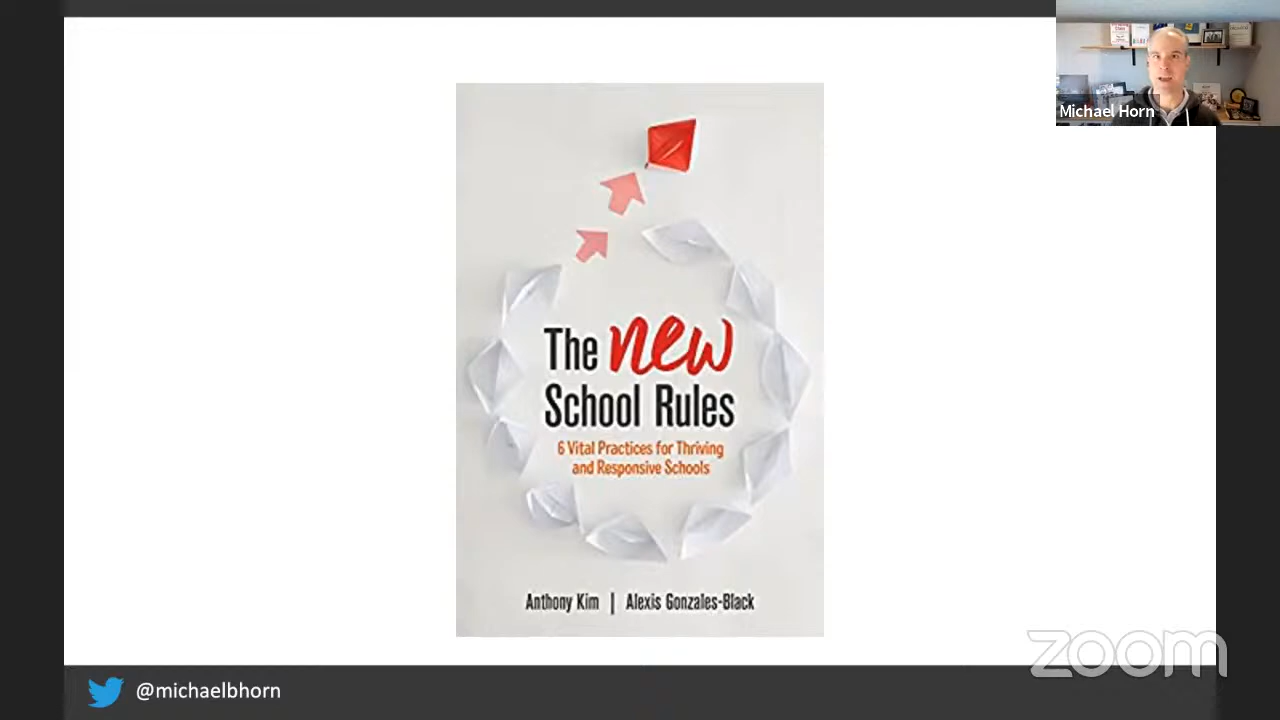 Michael Horn
The new
School Rules
6 Vital Practices for Thriving
and Responsive Schools
Anthony Kim | Alexis Gonzales-Black
zoom
@michaelbhorn